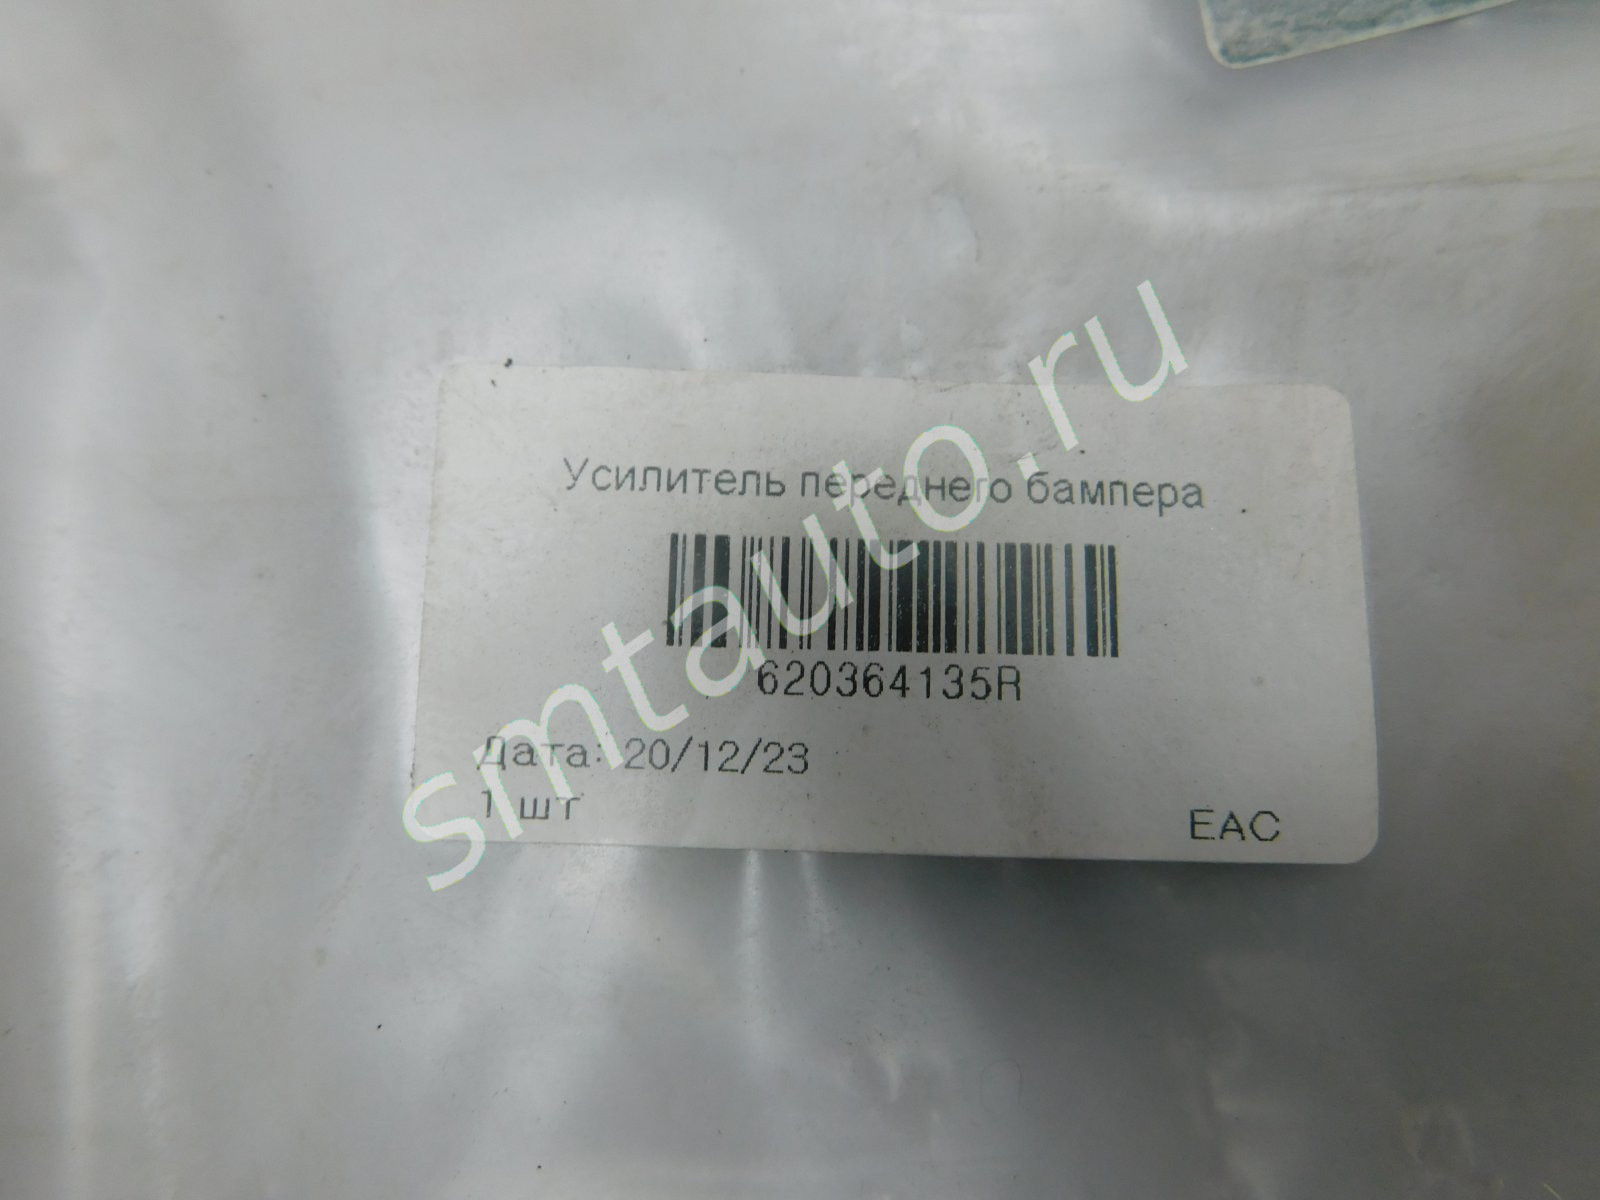 Усилитель переднего бампера
620364135R
Дата: 20/12/23
1 шт
EAC
smtauto.ru